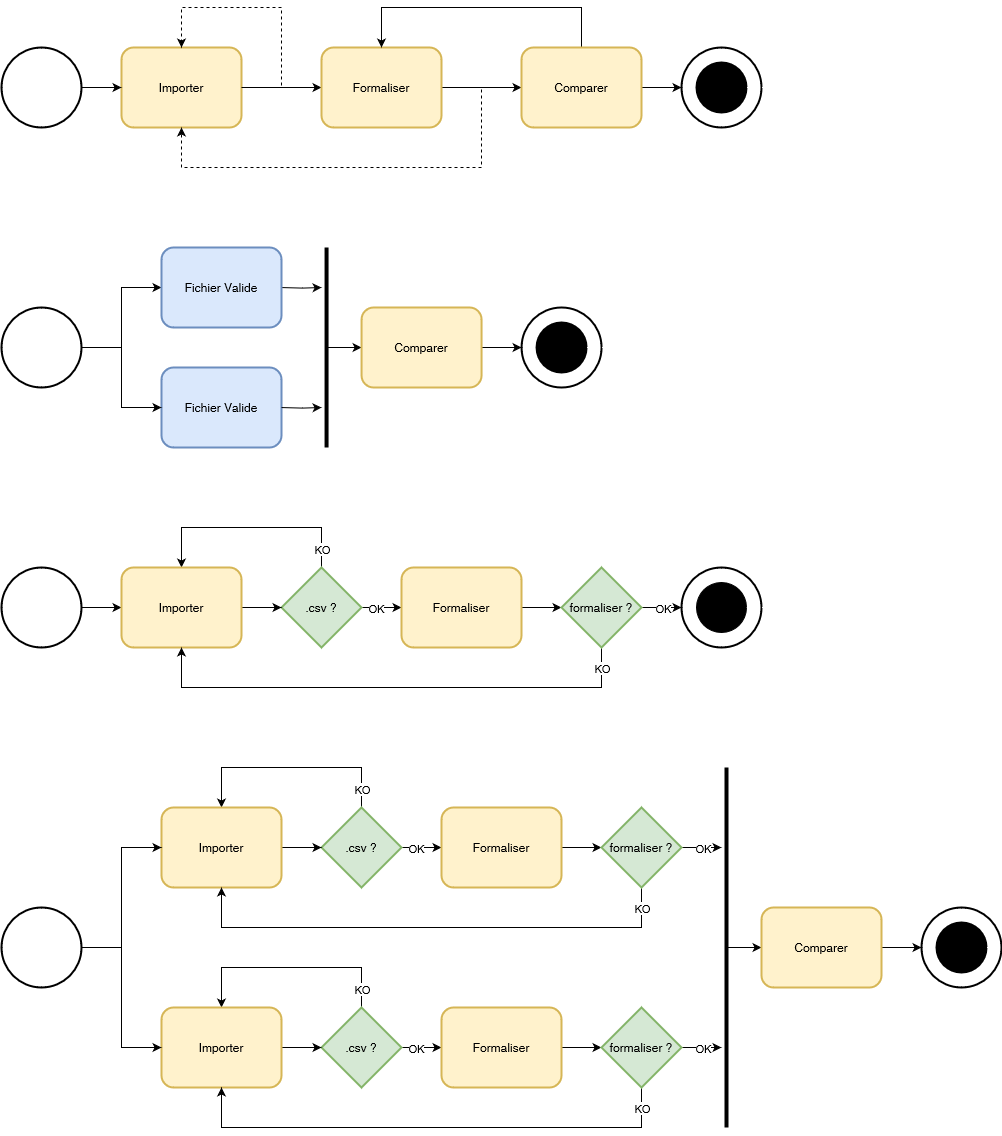 Importer
Formaliser
Comparer
Fichier Valide
Comparer
Fichier Valide
KO
Importer
.csv ?
OK
Formaliser
formaliser ?
OK
KO
KO
Importer
.csv ?
OK
Formaliser
formaliser ?
OK
KO
Comparer
KO
Importer
.csv ?
OK
Formaliser
formaliser ?
OK
KO